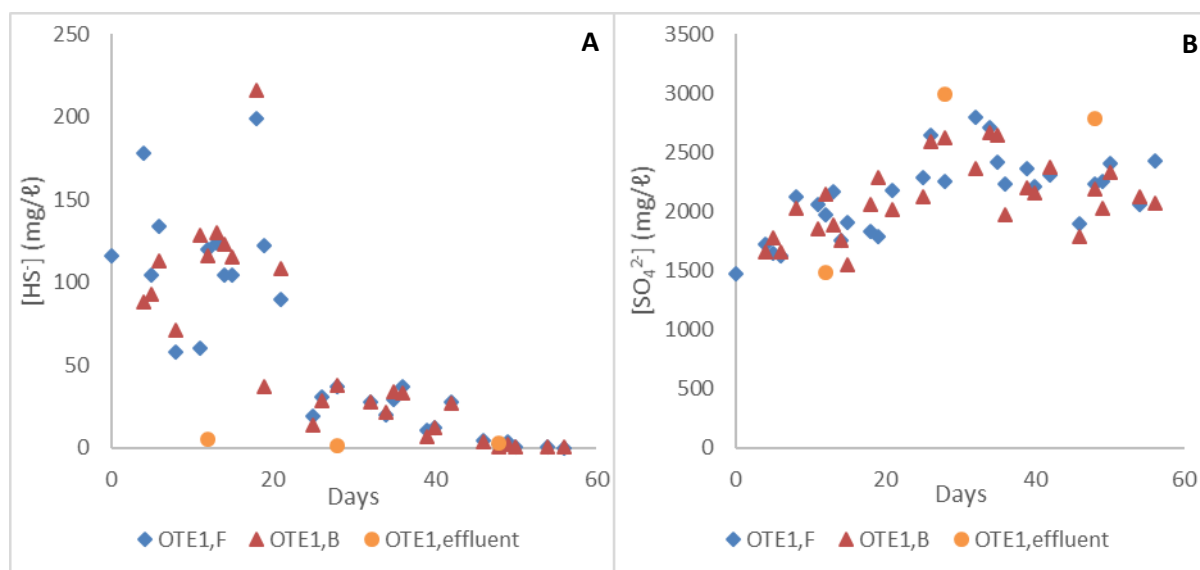 A
250
200
150
100
50
0
[HS⁻] (mg/ℓ)
0 20 40 60
Days
OTE1,F OTE1,B OTE1,effluent
B
3500
3000
2500
2000
1500
1000
500
0
[SO₄²⁻] (mg/ℓ)
0 20 40 60
Days
OTE1,F OTE1,B OTE1,effluent